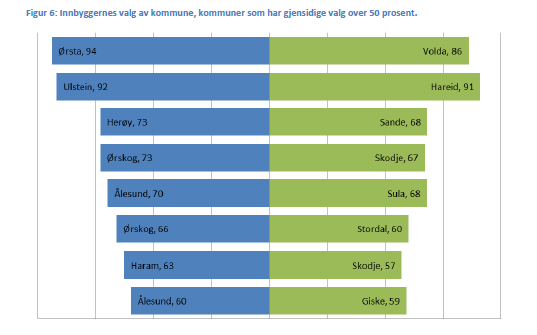 Figur 6: Innbyggernes valg av kommune, kommuner som har gjensidige valg over 50 prosent.
Ørsta, 94 Volda, 86
Ulstein, 92 Hareid, 91
Herøy, 73 Sande, 68
Ørskog, 73 Skodje, 67
Ålesund, 70 Sula, 68
Ørskog, 66 Stordal, 60
Haram, 63 Skodje, 57
Ålesund, 60 Giske, 59